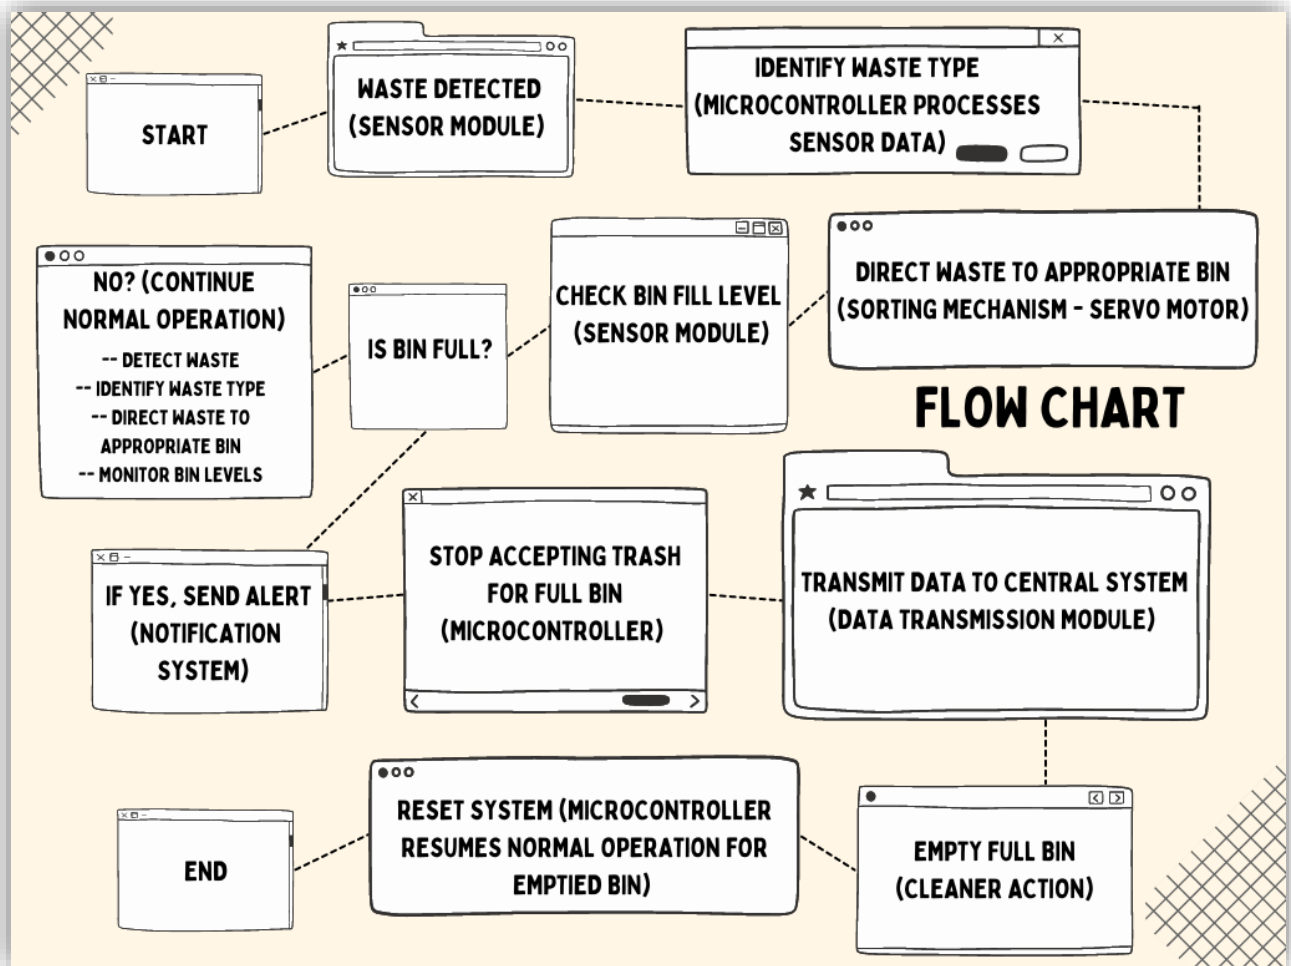 START
WASTE DETECTED
(SENSOR MODULE)
IDENTIFY WASTE TYPE
(MICROCONTROLLER PROCESSES
SENSOR DATA)
DIRECT WASTE TO APPROPRIATE BIN
(SORTING MECHANISM - SERVO MOTOR)
CHECK BIN FILL LEVEL
(SENSOR MODULE)
IS BIN FULL?
NO? (CONTINUE
NORMAL OPERATION)
-- DETECT WASTE
-- IDENTIFY WASTE TYPE
-- DIRECT WASTE TO
APPROPRIATE BIN
-- MONITOR BIN LEVELS
FLOW CHART
IF YES, SEND ALERT
(NOTIFICATION
SYSTEM)
STOP ACCEPTING TRASH
FOR FULL BIN
(MICROCONTROLLER)
TRANSMIT DATA TO CENTRAL SYSTEM
(DATA TRANSMISSION MODULE)
EMPTY FULL BIN
(CLEANER ACTION)
RESET SYSTEM (MICROCONTROLLER
RESUMES NORMAL OPERATION FOR
EMPTIED BIN)
END